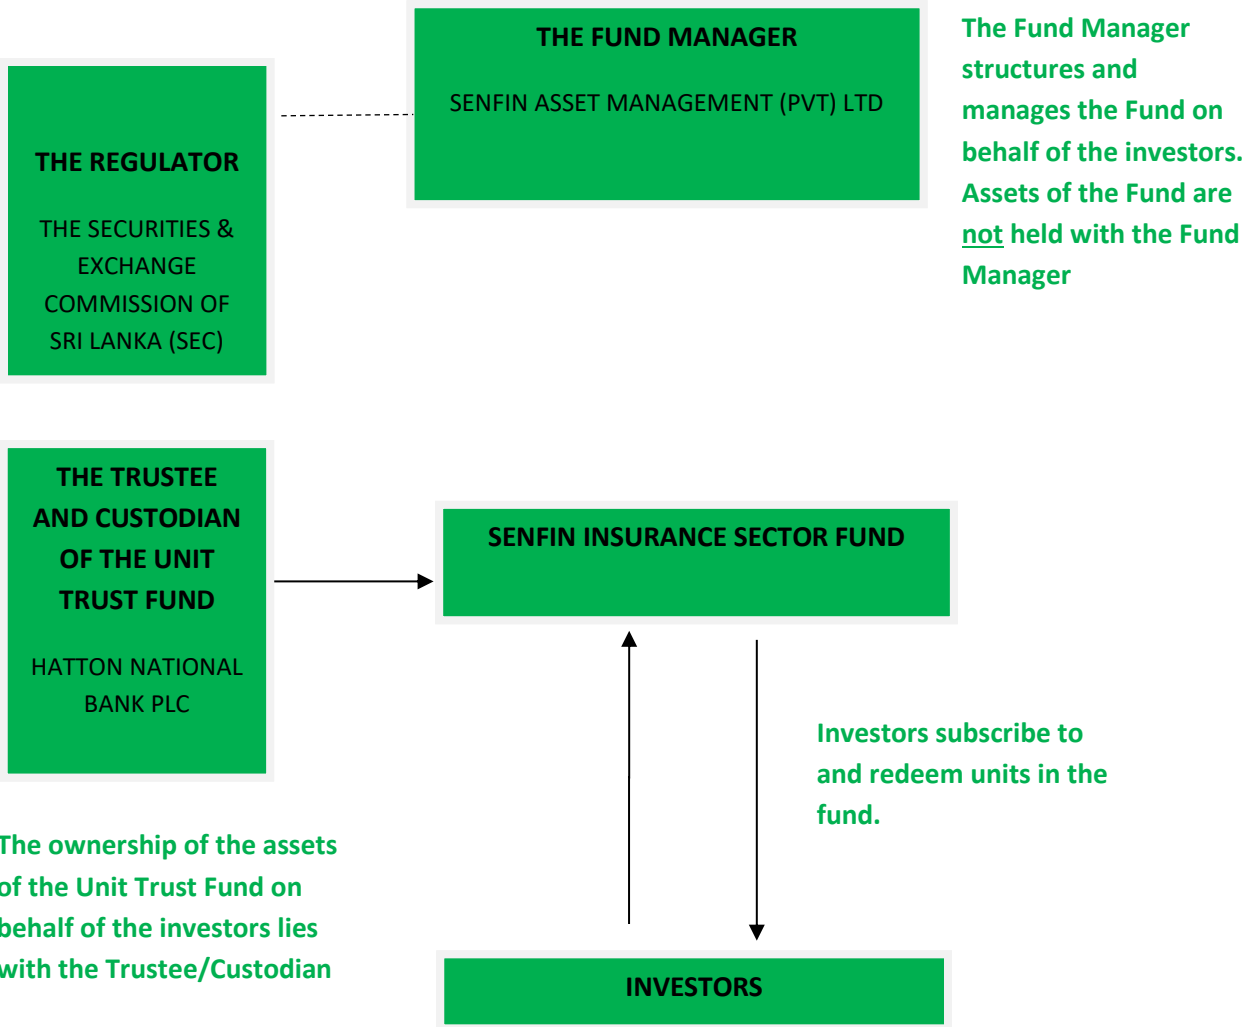 THE FUND MANAGER
SENFIN ASSET MANAGEMENT (PVT) LTD
The Fund Manager
structures and
manages the Fund on
behalf of the investors.
Assets of the Fund are
not held with the Fund
Manager
THE REGULATOR
THE SECURITIES &
EXCHANGE
COMMISSION OF
SRI LANKA (SEC)
THE TRUSTEE
AND CUSTODIAN
OF THE UNIT
TRUST FUND
HATTON NATIONAL
BANK PLC
SENFIN INSURANCE SECTOR FUND
Investors subscribe to
and redeem units in the
fund.
The ownership of the assets
of the Unit Trust Fund on
behalf of the investors lies
with the Trustee/Custodian
INVESTORS